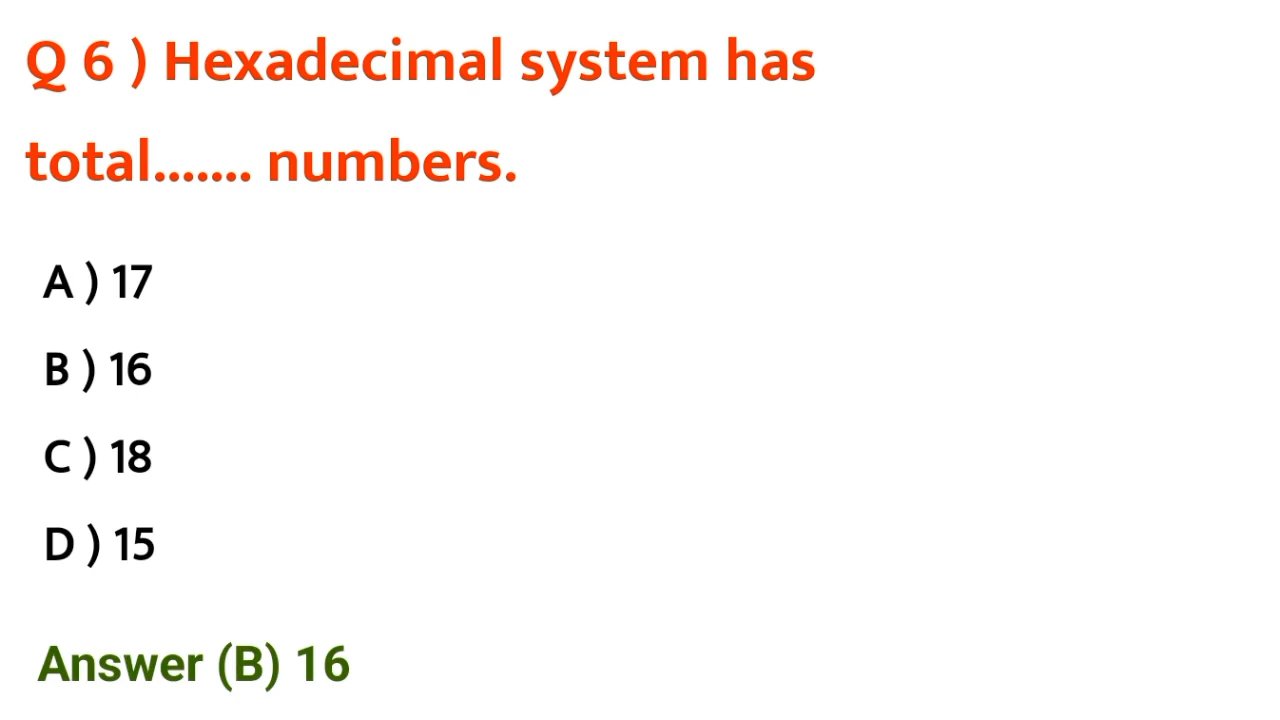 Q 6 ) Hexadecimal system has
total....... numbers.
A ) 17
B ) 16
C ) 18
D ) 15
Answer (B) 16